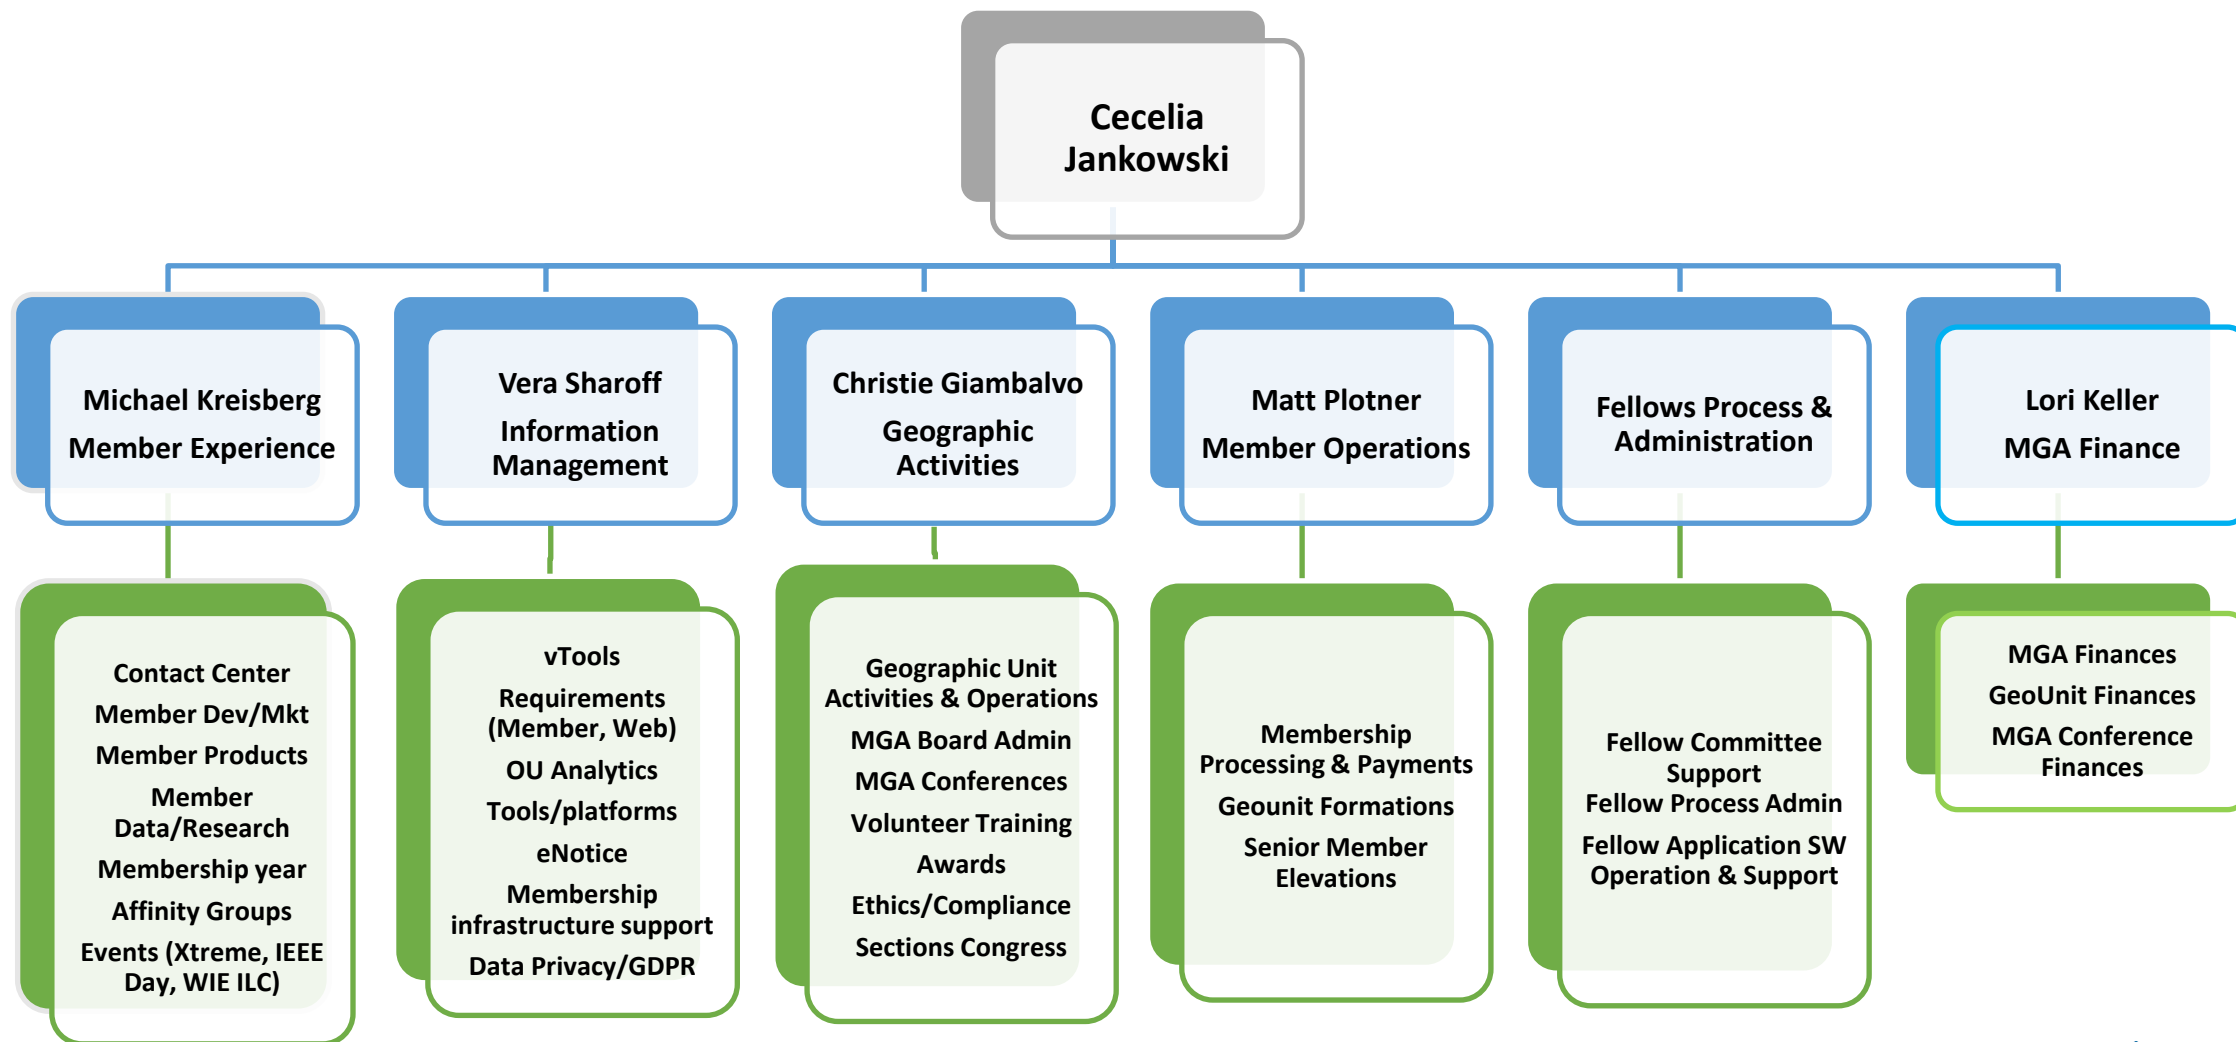 Cecelia
Jankowski
Michael Kreisberg
Member Experience
Vera Sharoff
Information
Management
Christie Giambalvo
Geographic
Activities
Matt Plotner
Member Operations
Fellows Process &
Administration
Lori Keller
MGA Finance
Contact Center
Member Dev/Mkt
Member Products
Member
Data/Research
Membership year
Affinity Groups
Events (Xtreme, IEEE
Day, WIE ILC)
vTools
Requirements
(Member, Web)
OU Analytics
Tools/platforms
eNotice
Membership
infrastructure support
Data Privacy/GDPR
Geographic Unit
Activities & Operations
MGA Board Admin
MGA Conferences
Volunteer Training
Awards
Ethics/Compliance
Sections Congress
Membership
Processing & Payments
Geounit Formations
Senior Member
Elevations
Fellow Committee
Support
Fellow Process Admin
Fellow Application SW
Operation & Support
MGA Finances
GeoUnit Finances
MGA Conference
Finances